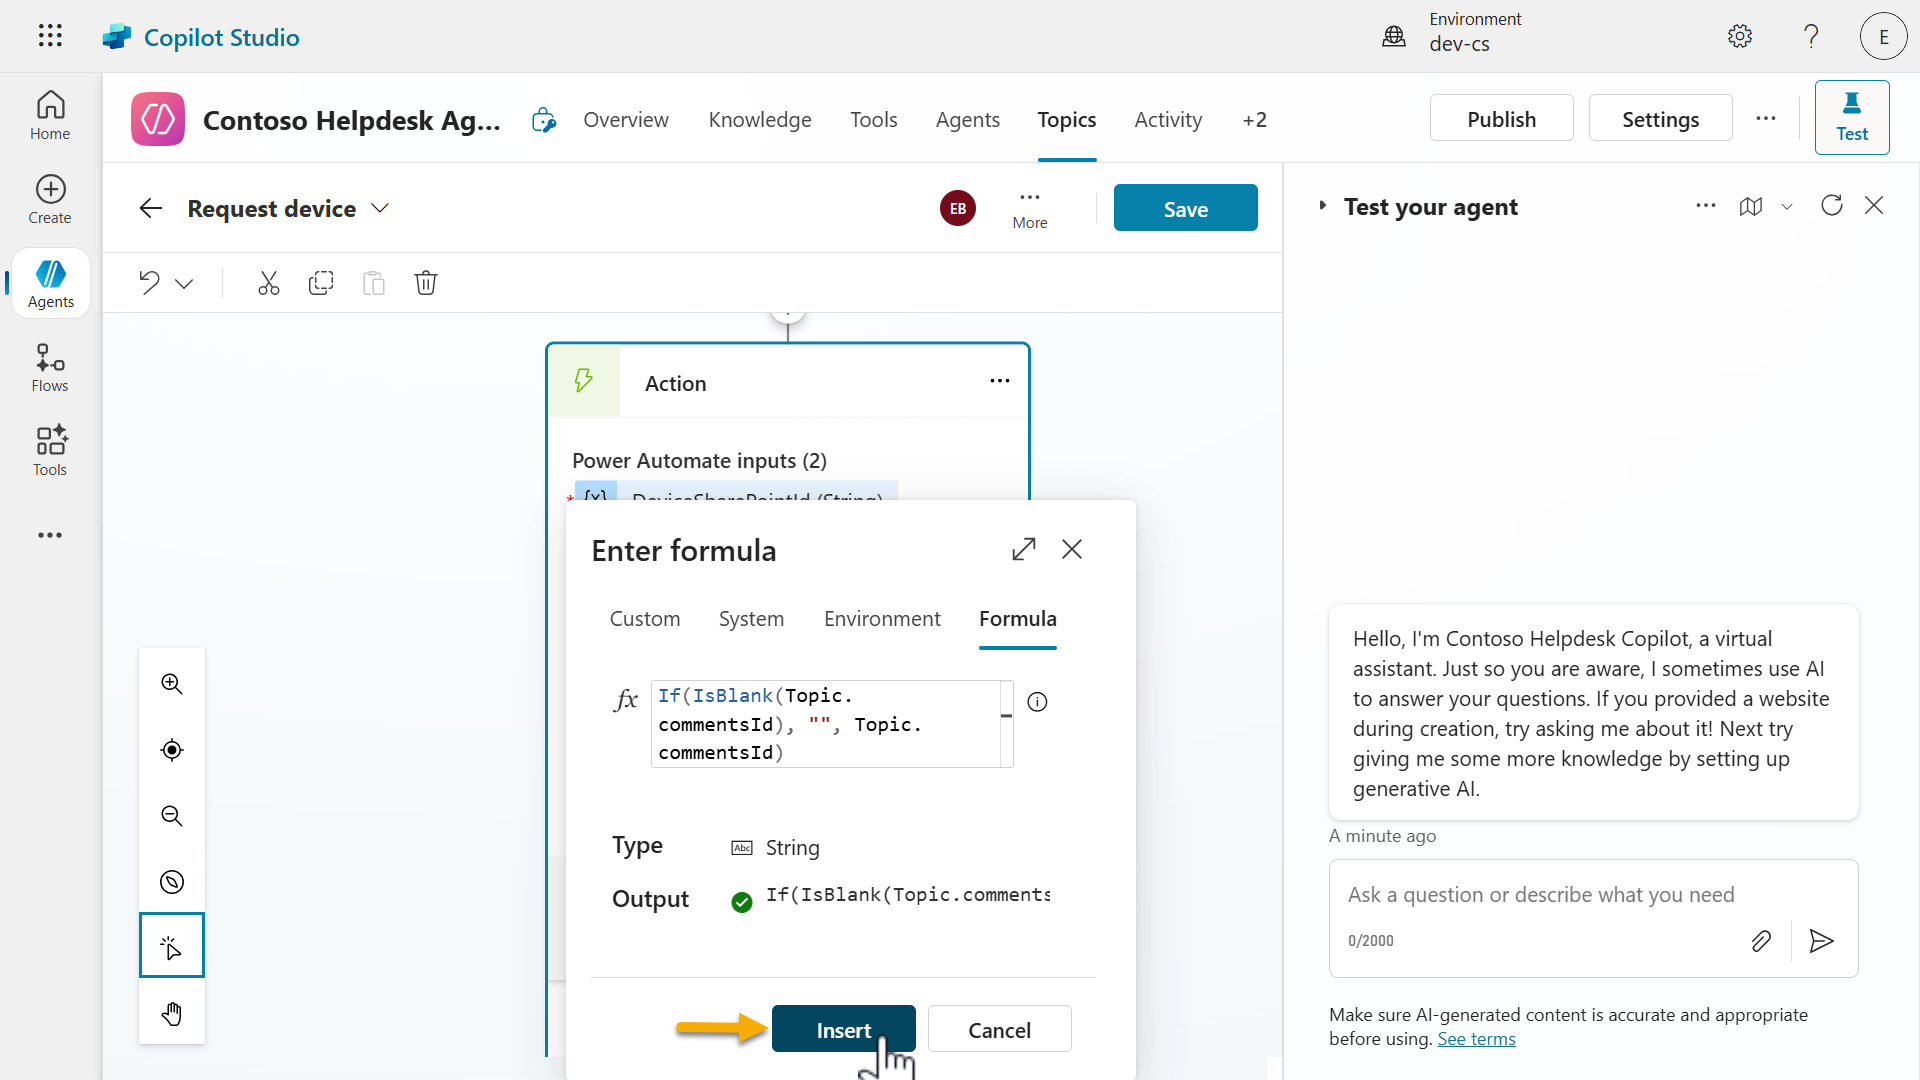 Copilot Studio
Environment
dev-cs
E
Home
Create
Agents
Flows
Tools
Contoso Helpdesk Ag...
Overview
Knowledge
Tools
Agents
Topics
Activity
+2
Publish
Settings
Test
Request device
EB
More
Save
Action
Power Automate inputs (2)
* {x} DeviceSharePointId (String)
Enter formula
Custom
System
Environment
Formula
fx
If(IsBlank(Topic.
commentsId), "", Topic.
commentsId)
Type
Abc
String
Output
If(IsBlank(Topic.comments
Insert
Cancel
Test your agent
Hello, I'm Contoso Helpdesk Copilot, a virtual
assistant. Just so you are aware, I sometimes use AI
to answer your questions. If you provided a website
during creation, try asking me about it! Next try
giving me some more knowledge by setting up
generative AI.
A minute ago
Ask a question or describe what you need
0/2000
Make sure AI-generated content is accurate and appropriate
before using. See terms